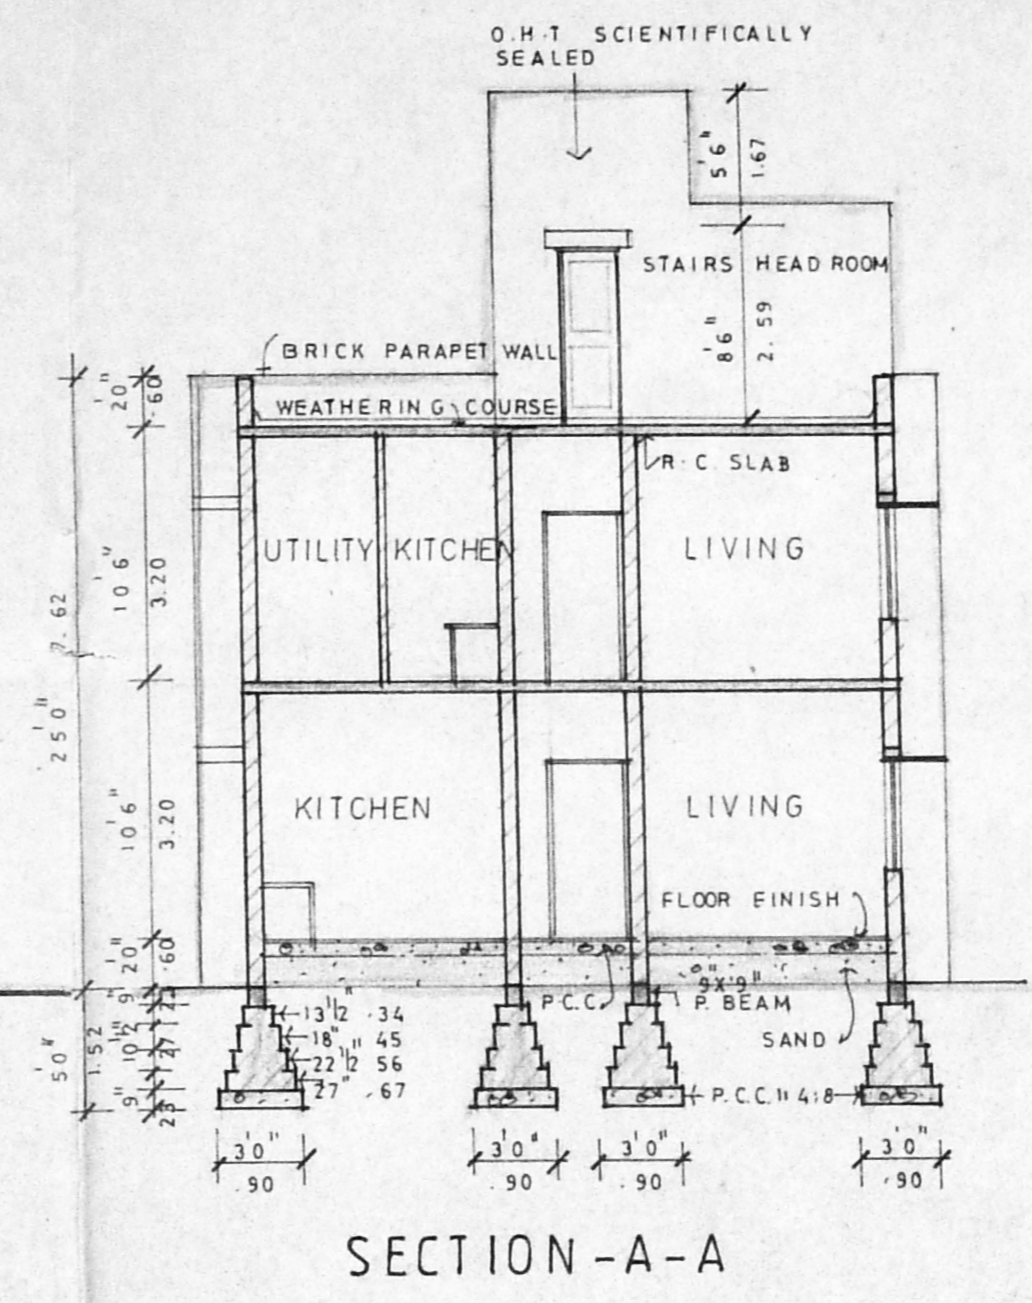 O.H.T SCIENTIFICALLY
SEALED
5'6"
1.67
STAIRS HEAD ROOM
8'6"
2.59
BRICK PARAPET WALL
2'0"
.60
WEATHERING COURSE
R.C. SLAB
UTILITY KITCHEN LIVING
10'6"
3.20
7.62
25'0"
KITCHEN LIVING
10'6"
3.20
FLOOR FINISH
2'0"
.60
9"X9"
P.C.C. P. BEAM
SAND
9"
13 1/2" .34
18" 45
22 1/2" 56
27" .67
5'0"
1.52
9"
23
P.C.C. 1:4:8
3'0" 3'0" 3'0" 3'0"
.90 .90 .90 .90
SECTION-A-A